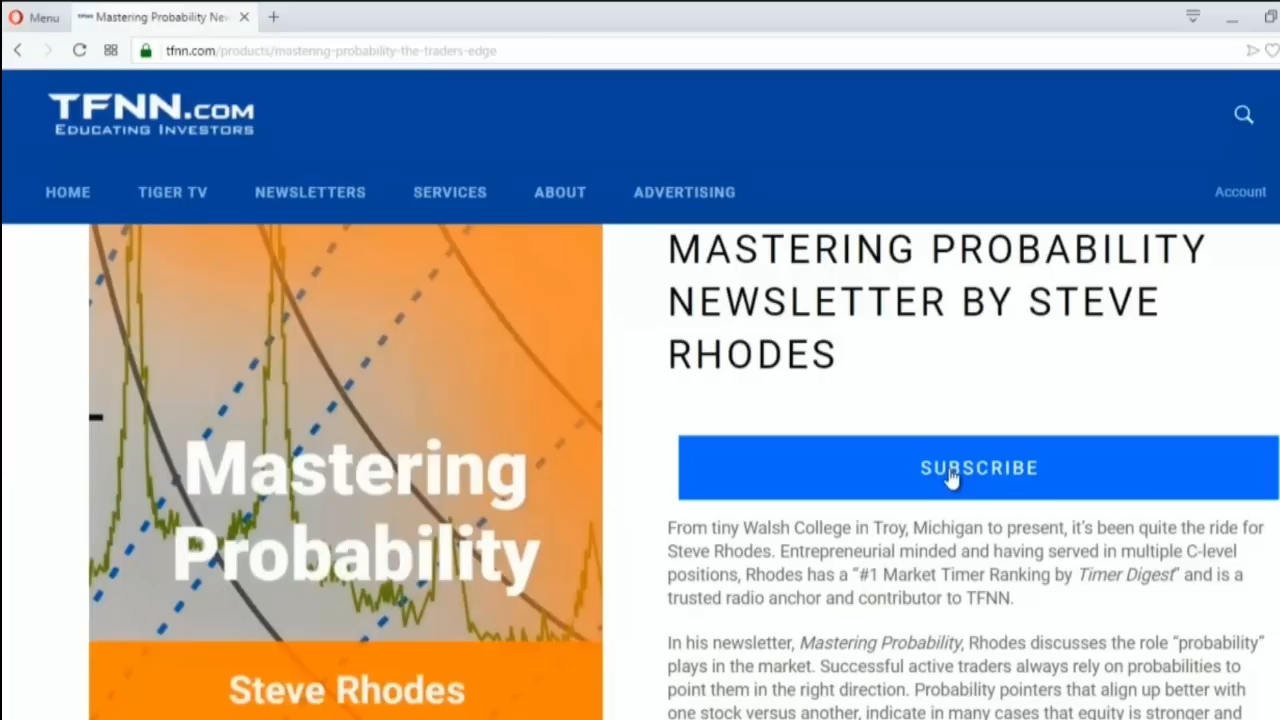 Menu
Mastering Probability Nev
tfnn.com/products/mastering-probability-the-traders-edge
TFNN.COM
EDUCATING INVESTORS
HOME TIGER TV NEWSLETTERS SERVICES ABOUT ADVERTISING Account
MASTERING PROBABILITY
NEWSLETTER BY STEVE
RHODES
Mastering
Probability
Steve Rhodes
SUBSCRIBE
From tiny Walsh College in Troy, Michigan to present, it's been quite the ride for
Steve Rhodes. Entrepreneurial minded and having served in multiple C-level
positions, Rhodes has a “#1 Market Timer Ranking by Timer Digest” and is a
trusted radio anchor and contributor to TFNN.
In his newsletter, Mastering Probability, Rhodes discusses the role “probability”
plays in the market. Successful active traders always rely on probabilities to
point them in the right direction. Probability pointers that align up better with
one stock versus another, indicate in many cases that equity is stronger and